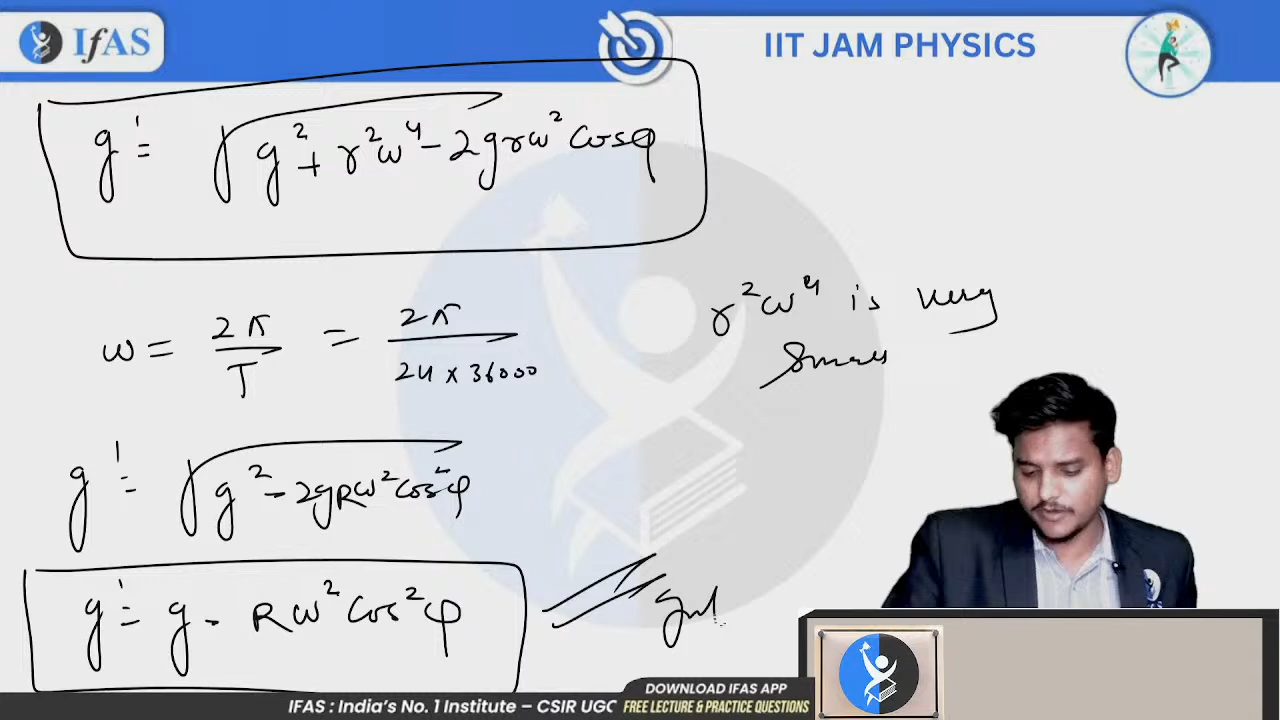 IfAS
IIT JAM PHYSICS
g' = √g² + r²ω⁴ - 2grω² cosφ
ω = 2π/T = 2π/24 × 36000
r²ω⁴ is very
small
g' = √g² - 2gRω² cos²φ
g' = g - Rω² cos²φ
DOWNLOAD IFAS APP
IFAS : India's No. 1 Institute – CSIR UGC FREE LECTURE & PRACTICE QUESTIONS